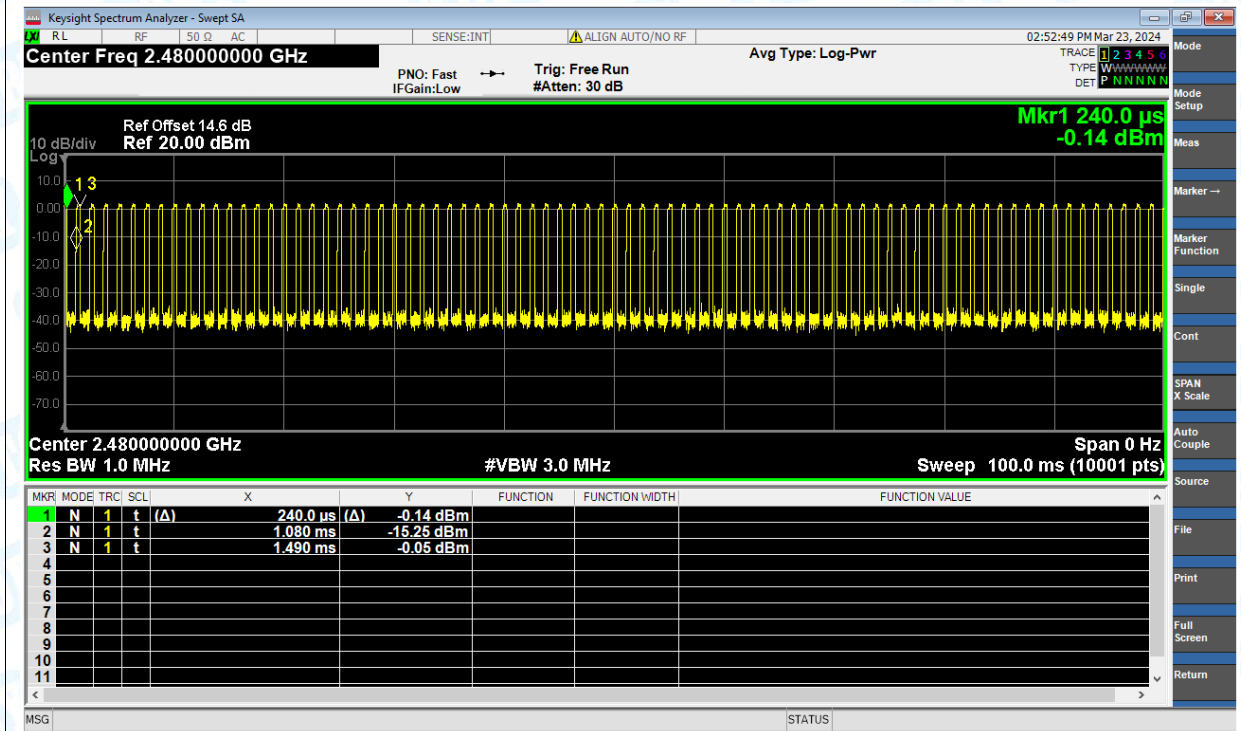 Keysight Spectrum Analyzer - Swept SA
LXI RL RF 50 Ω AC SENSE:INT ALIGN AUTO/NO RF 02:52:49 PM Mar 23, 2024
Center Freq 2.480000000 GHz
PNO: Fast
IFGain:Low
Trig: Free Run
#Atten: 30 dB
Avg Type: Log-Pwr
TRACE 1 2 3 4 5 6
TYPE WWWWWW
DET P N N N N N
Mkr1 240.0 µs
-0.14 dBm
Ref Offset 14.6 dB
10 dB/div Ref 20.00 dBm
Log
10.0
0.00
-10.0
-20.0
-30.0
-40.0
-50.0
-60.0
-70.0
1 3
2
Center 2.480000000 GHz Span 0 Hz
Res BW 1.0 MHz #VBW 3.0 MHz Sweep 100.0 ms (10001 pts)
MKR MODE TRC SCL X Y FUNCTION FUNCTION WIDTH FUNCTION VALUE
1 N 1 t (Δ) 240.0 µs (Δ) -0.14 dBm
2 N 1 t 1.080 ms -15.25 dBm
3 N 1 t 1.490 ms -0.05 dBm
4
5
6
7
8
9
10
11
MSG STATUS
Mode
Mode
Setup
Meas
Marker→
Marker
Function
Single
Cont
SPAN
X Scale
Auto
Couple
Source
File
Print
Full
Screen
Return